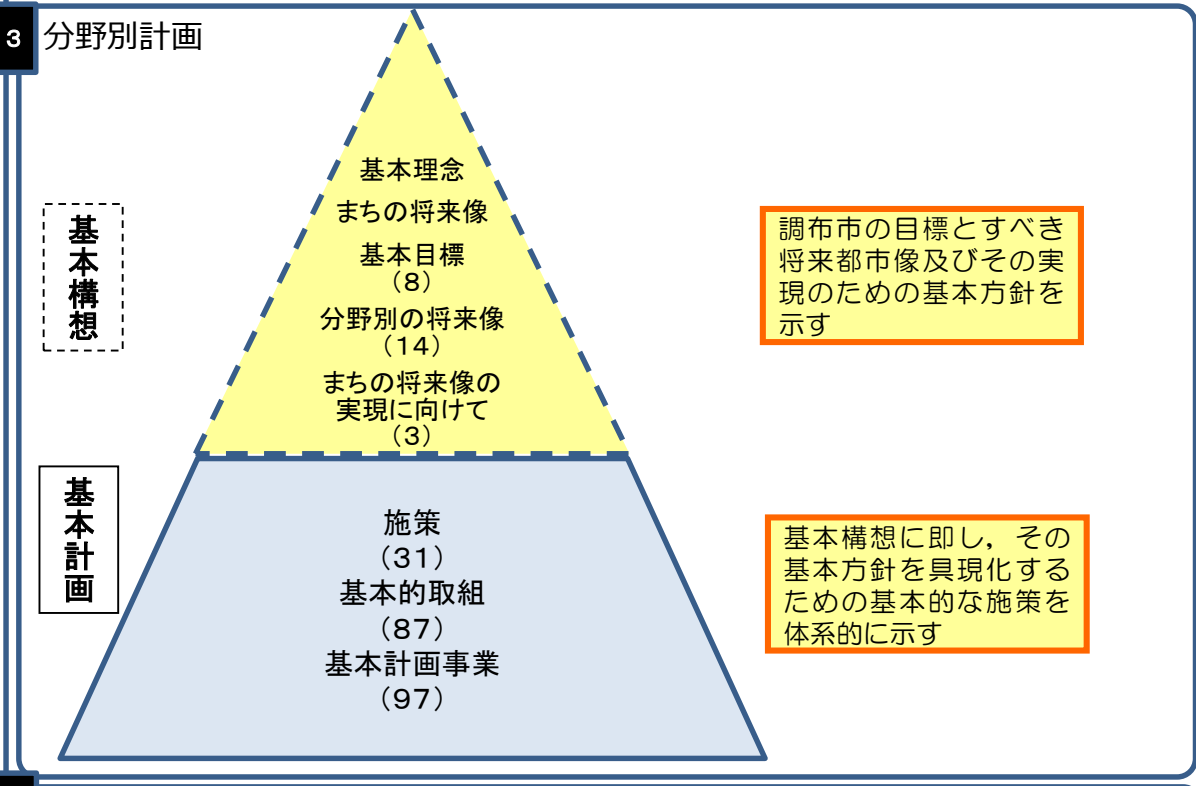 3
分野別計画
基本構想
基本理念
まちの将来像
基本目標
（８）
分野別の将来像
（14）
まちの将来像の
実現に向けて
（３）
調布市の目標とすべき
将来都市像及びその実
現のための基本方針を
示す
基本計画
施策
（31）
基本的取組
（87）
基本計画事業
（97）
基本構想に即し，その
基本方針を具現化する
ための基本的な施策を
体系的に示す